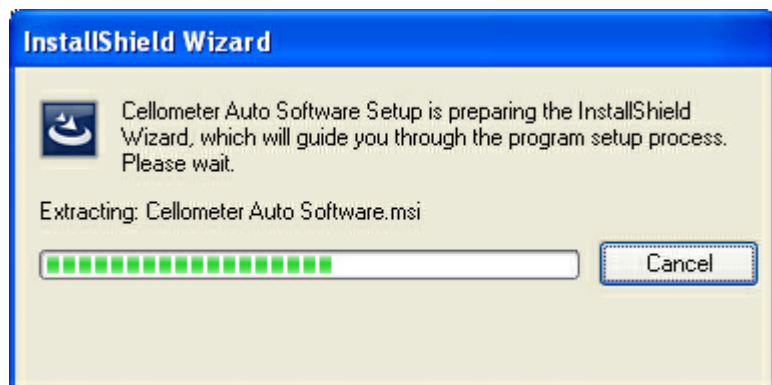 InstallShield Wizard
Cellometer Auto Software Setup is preparing the InstallShield
Wizard, which will guide you through the program setup process.
Please wait.
Extracting: Cellometer Auto Software.msi
Cancel